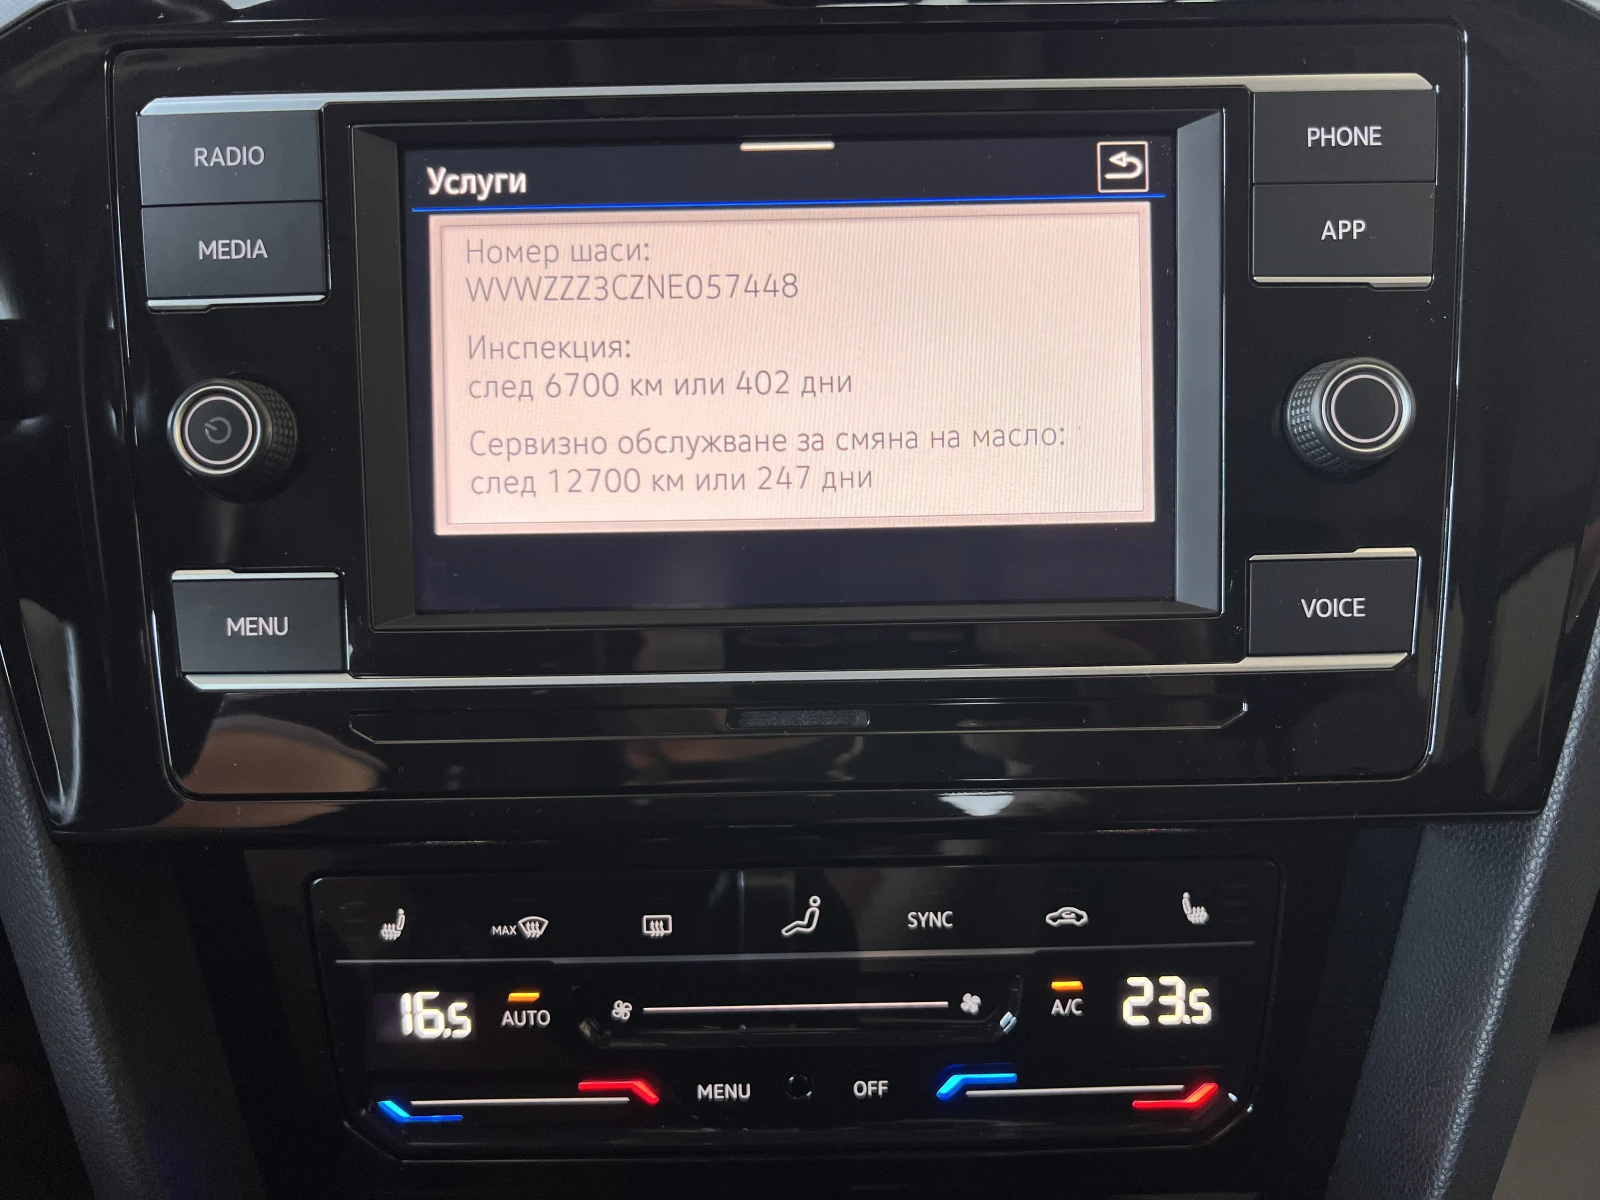 RADIO
MEDIA
MENU
Услуги
Номер шаси:
WVWZZZ3CZNE057448
Инспекция:
след 6700 км или 402 дни
Сервизно обслужване за смяна на масло:
след 12700 км или 247 дни
PHONE
APP
VOICE
MAX
SYNC
16.5
AUTO
A/C
23.5
MENU
OFF